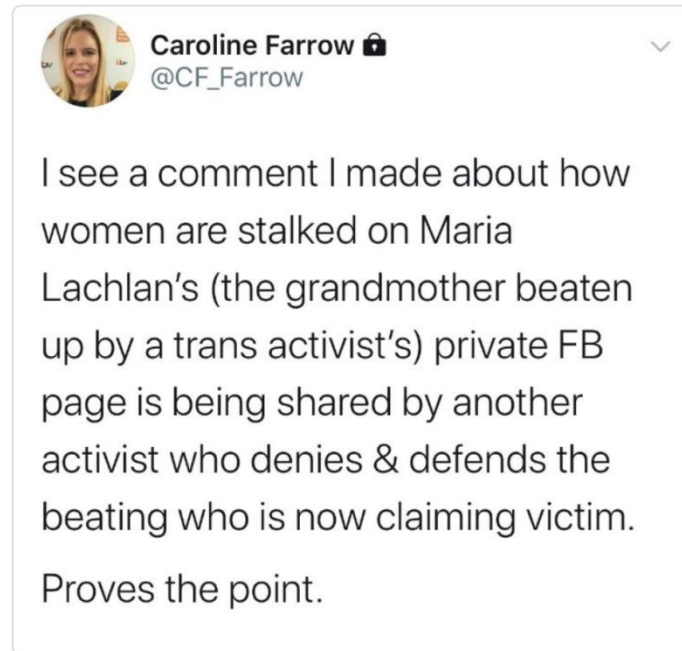 Caroline Farrow
@CF_Farrow
I see a comment I made about how
women are stalked on Maria
Lachlan's (the grandmother beaten
up by a trans activist's) private FB
page is being shared by another
activist who denies & defends the
beating who is now claiming victim.
Proves the point.